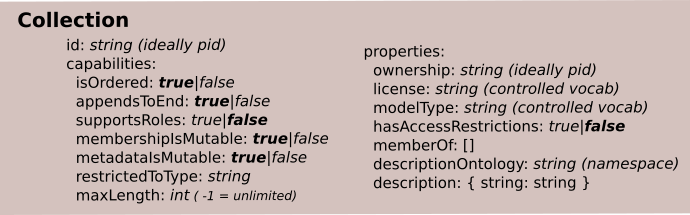 Collection
id: string (ideally pid)
capabilities:
isOrdered: true|false
appendsToEnd: true|false
supportsRoles: true|false
membershipIsMutable: true|false
metadataIsMutable: true|false
restrictedToType: string
maxLength: int ( -1 = unlimited)
properties:
ownership: string (ideally pid)
license: string (controlled vocab)
modelType: string (controlled vocab)
hasAccessRestrictions: true|false
memberOf: []
descriptionOntology: string (namespace)
description: { string: string }